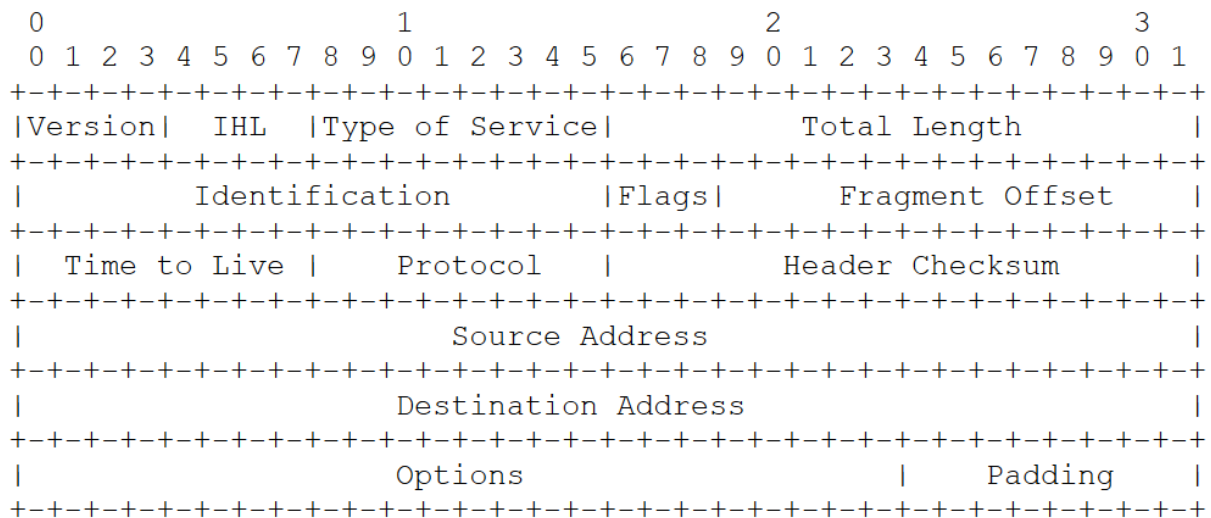 0                   1                   2                   3
 0 1 2 3 4 5 6 7 8 9 0 1 2 3 4 5 6 7 8 9 0 1 2 3 4 5 6 7 8 9 0 1
+-+-+-+-+-+-+-+-+-+-+-+-+-+-+-+-+-+-+-+-+-+-+-+-+-+-+-+-+-+-+-+-+
|Version|  IHL  |Type of Service|          Total Length         |
+-+-+-+-+-+-+-+-+-+-+-+-+-+-+-+-+-+-+-+-+-+-+-+-+-+-+-+-+-+-+-+-+
|         Identification        |Flags|      Fragment Offset    |
+-+-+-+-+-+-+-+-+-+-+-+-+-+-+-+-+-+-+-+-+-+-+-+-+-+-+-+-+-+-+-+-+
|  Time to Live |    Protocol   |         Header Checksum       |
+-+-+-+-+-+-+-+-+-+-+-+-+-+-+-+-+-+-+-+-+-+-+-+-+-+-+-+-+-+-+-+-+
|                       Source Address                          |
+-+-+-+-+-+-+-+-+-+-+-+-+-+-+-+-+-+-+-+-+-+-+-+-+-+-+-+-+-+-+-+-+
|                    Destination Address                        |
+-+-+-+-+-+-+-+-+-+-+-+-+-+-+-+-+-+-+-+-+-+-+-+-+-+-+-+-+-+-+-+-+
|                    Options                    |    Padding    |
+-+-+-+-+-+-+-+-+-+-+-+-+-+-+-+-+-+-+-+-+-+-+-+-+-+-+-+-+-+-+-+-+